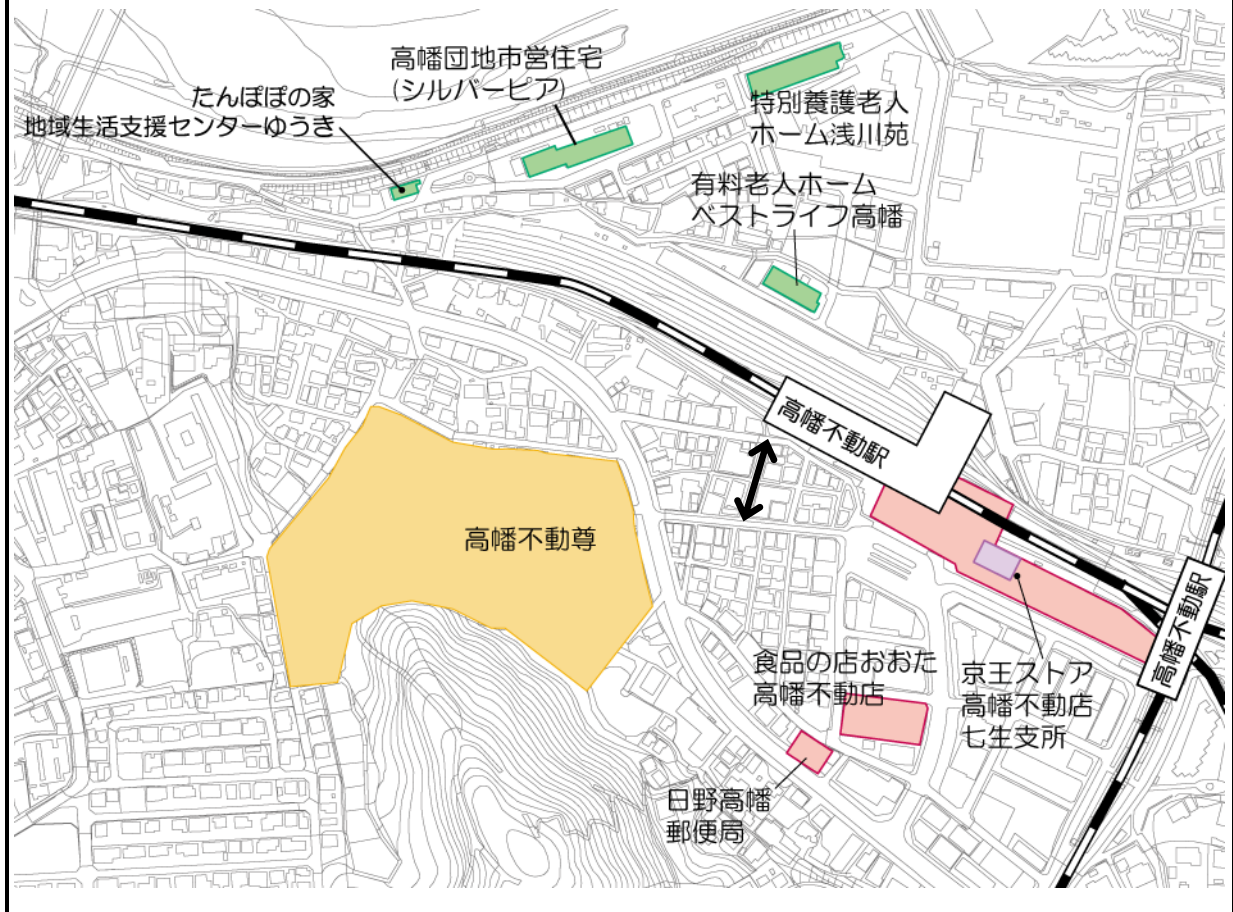 高幡団地市営住宅
(シルバーピア)
たんぽぽの家
地域生活支援センターゆうき
特別養護老人
ホーム浅川苑
有料老人ホーム
ベストライフ高幡
高幡不動駅
高幡不動尊
高幡不動駅
食品の店おおた
高幡不動店
京王ストア
高幡不動店
七生支所
日野高幡
郵便局